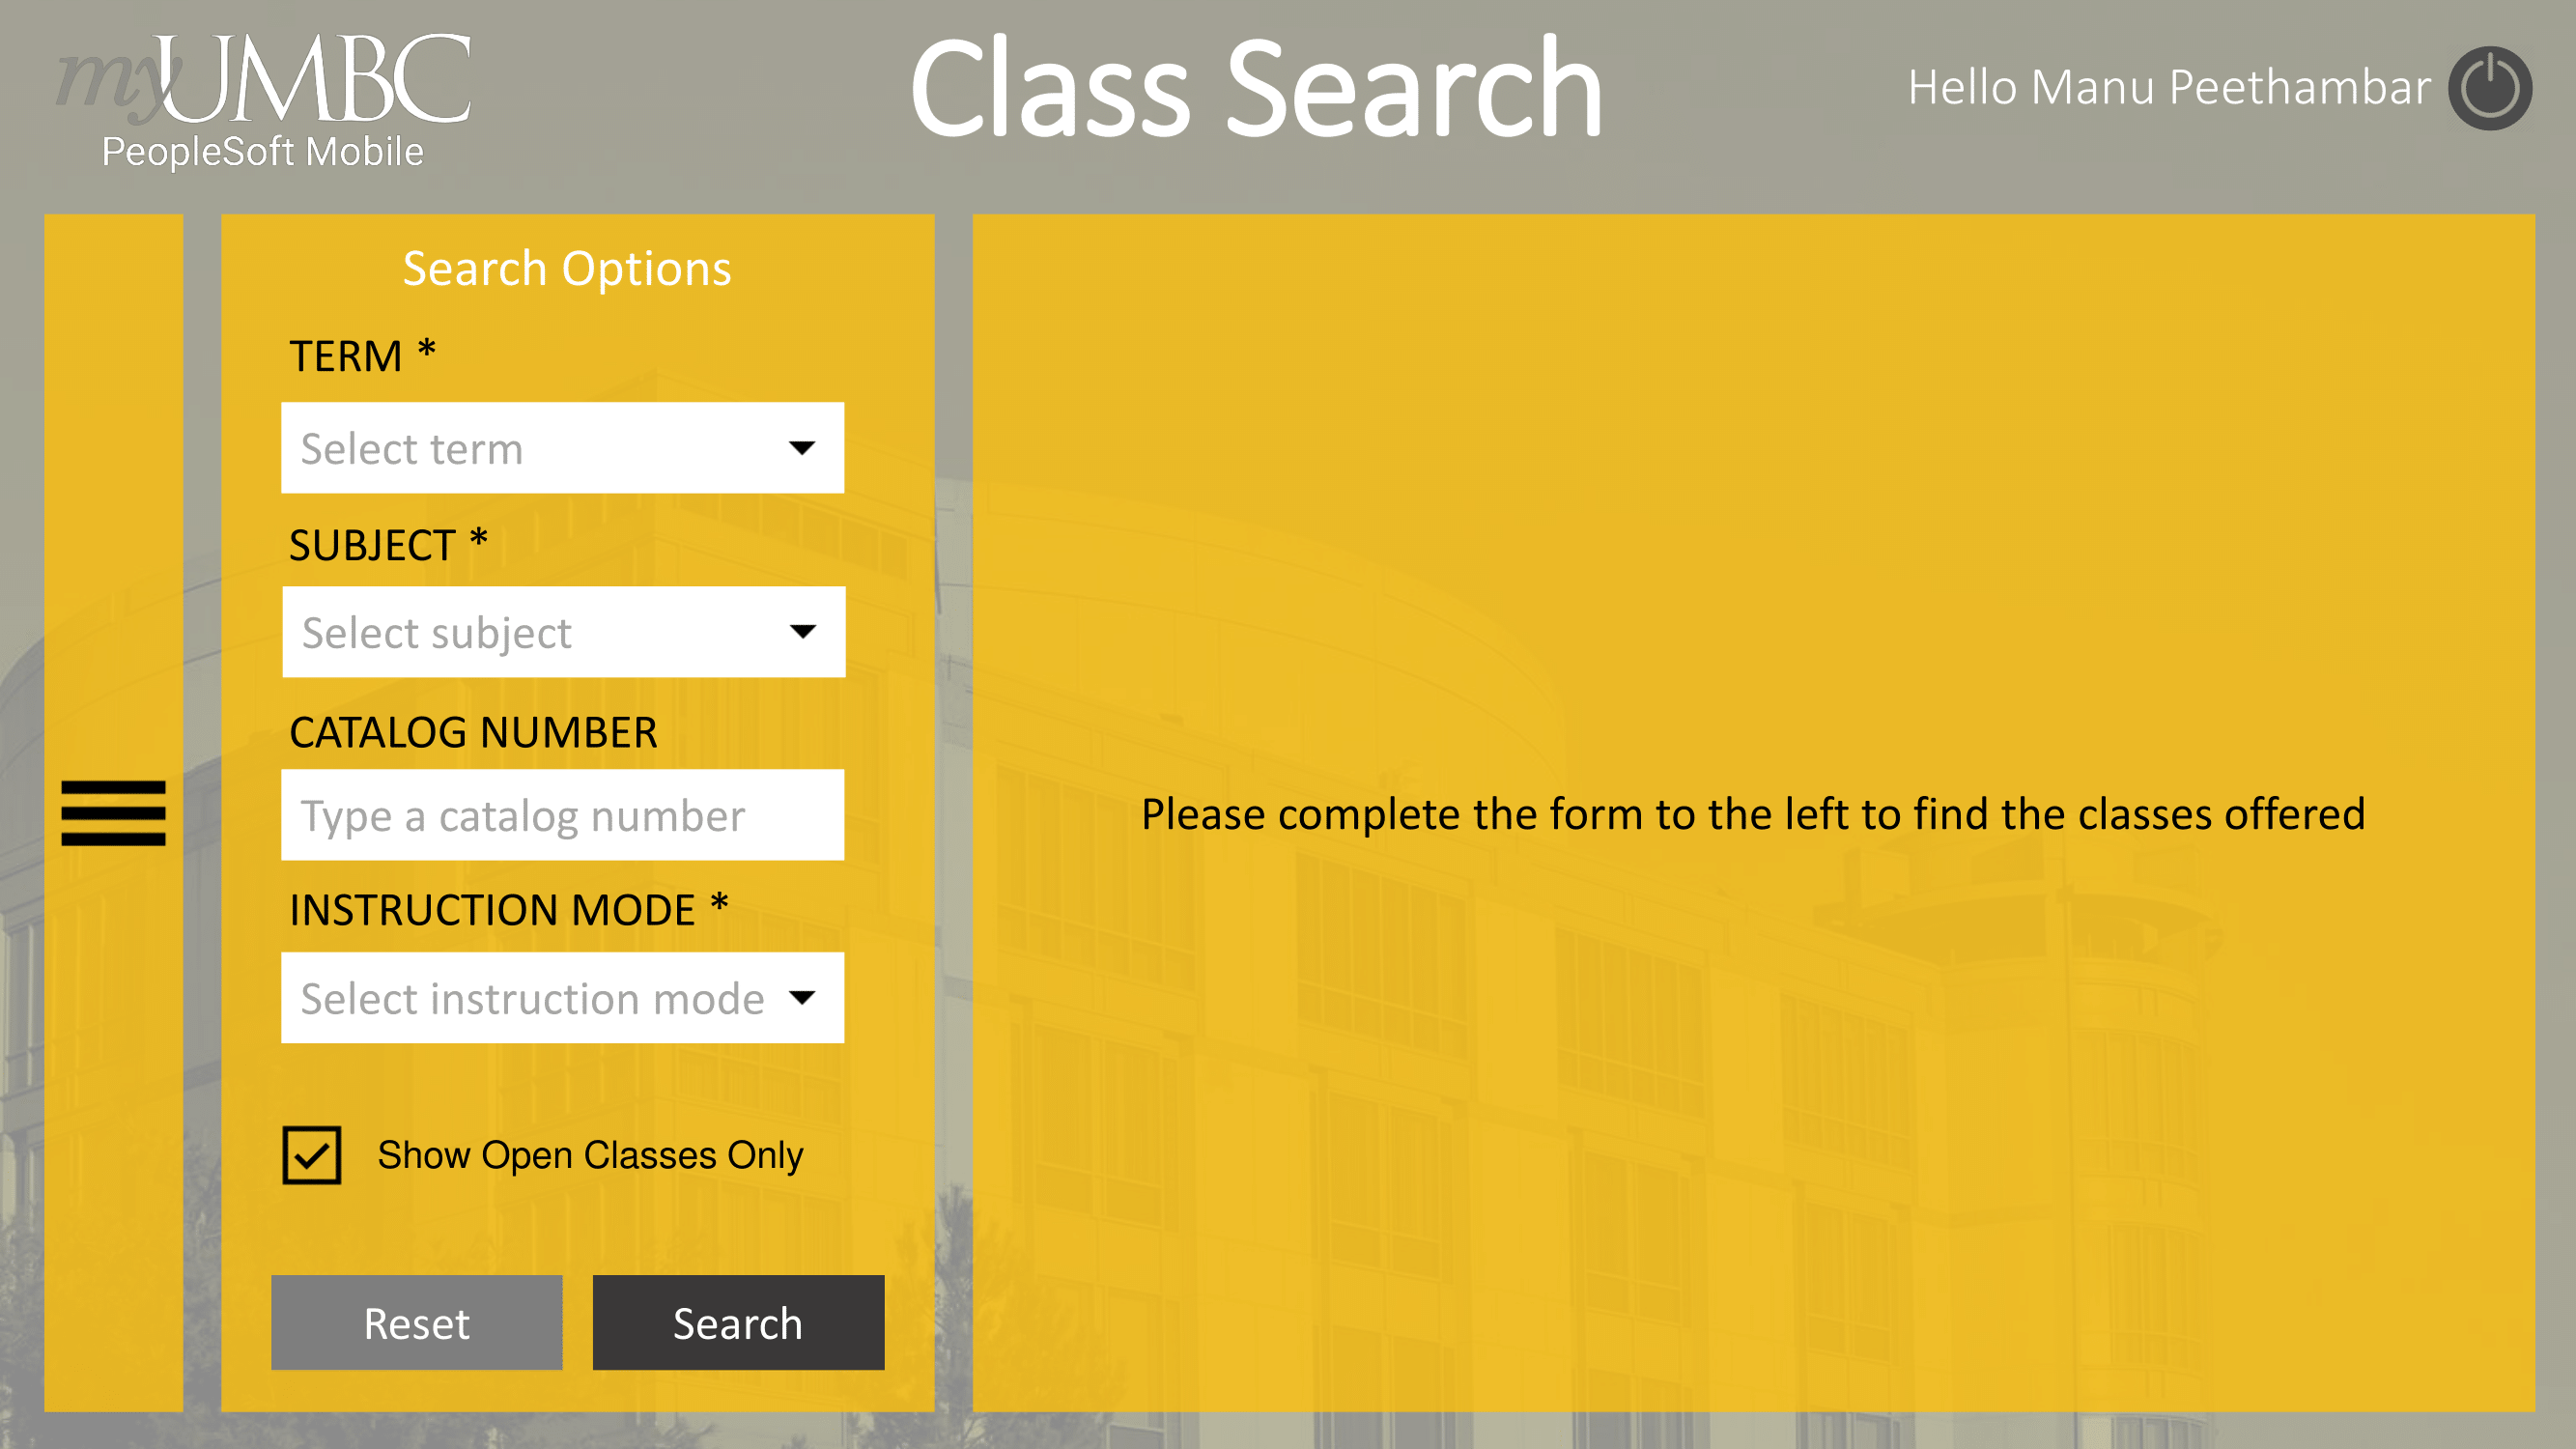 myUMBC
PeopleSoft Mobile
Class Search
Hello Manu Peethambar
Search Options
TERM *
Select term
SUBJECT *
Select subject
CATALOG NUMBER
Type a catalog number
INSTRUCTION MODE *
Select instruction mode
Show Open Classes Only
Reset
Search
Please complete the form to the left to find the classes offered